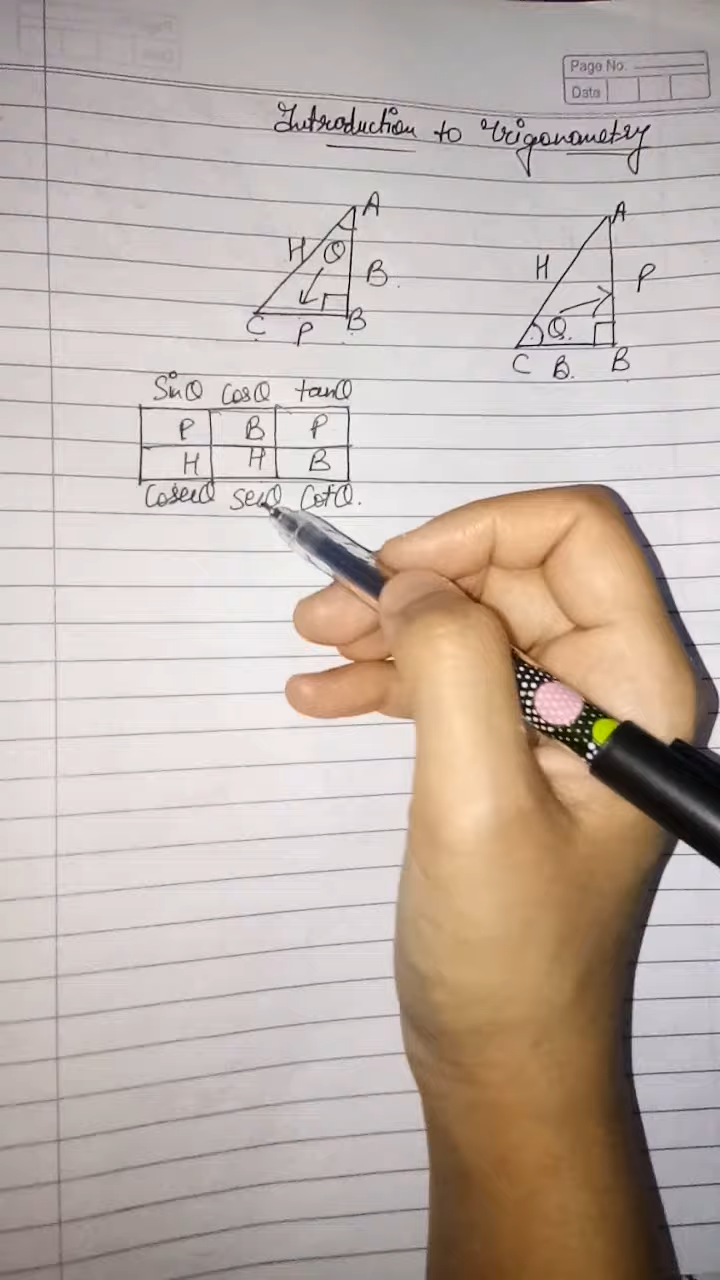 Page No.
Date
Introduction to Trigonometry
A
H
θ
B
C
P
B
A
H
P
θ
C
B.
B
Sinθ cosθ tanθ
P B P
H H B
Cosecθ secθ Cotθ.